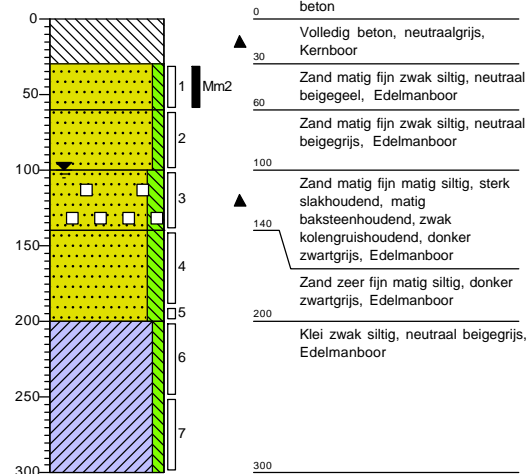 0
50
100
150
200
250
300
1
Mm2
2
3
4
5
6
7
0
beton
Volledig beton, neutraalgrijs,
Kernboor
30
Zand matig fijn zwak siltig, neutraal
beigegeel, Edelmanboor
60
Zand matig fijn zwak siltig, neutraal
beigegrijs, Edelmanboor
100
Zand matig fijn matig siltig, sterk
slakhoudend, matig
baksteenhoudend, zwak
kolengruishoudend, donker
zwartgrijs, Edelmanboor
140
Zand zeer fijn matig siltig, donker
zwartgrijs, Edelmanboor
200
Klei zwak siltig, neutraal beigegrijs,
Edelmanboor
300